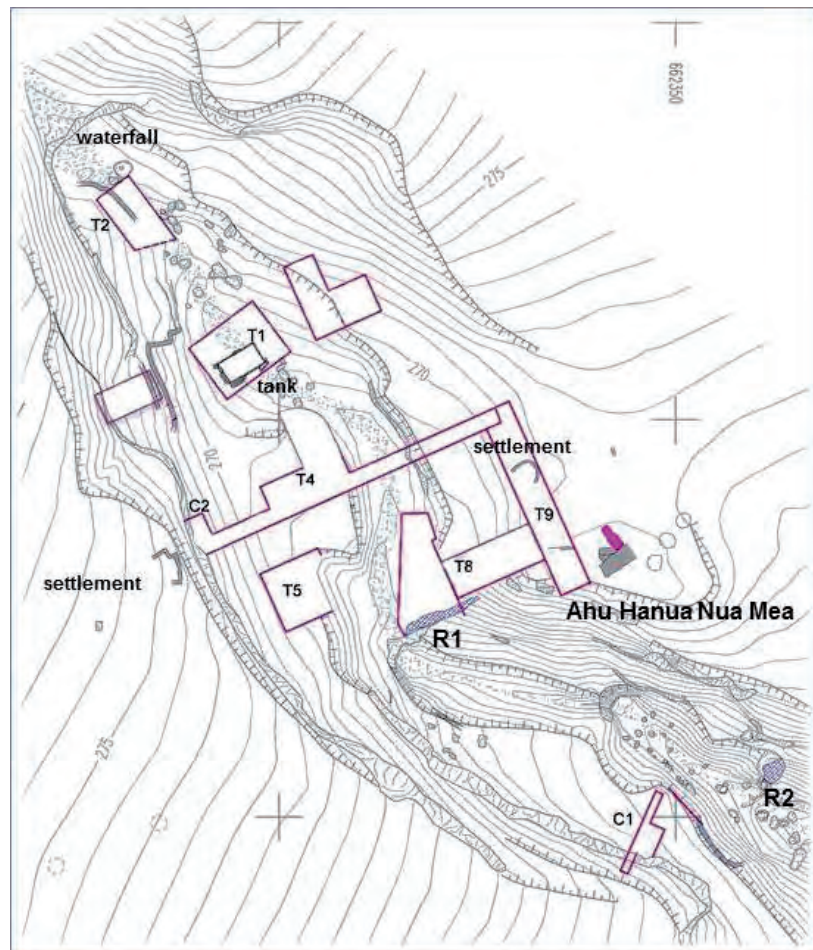 662350
waterfall
275
T2
T1
tank
270
settlement
C2
T4
270
T9
settlement
T5
T8
Ahu Hanua Nua Mea
R1
275
R2
C1